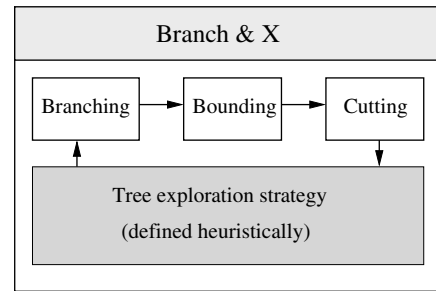 Branch & X
Branching
Bounding
Cutting
Tree exploration strategy
(defined heuristically)